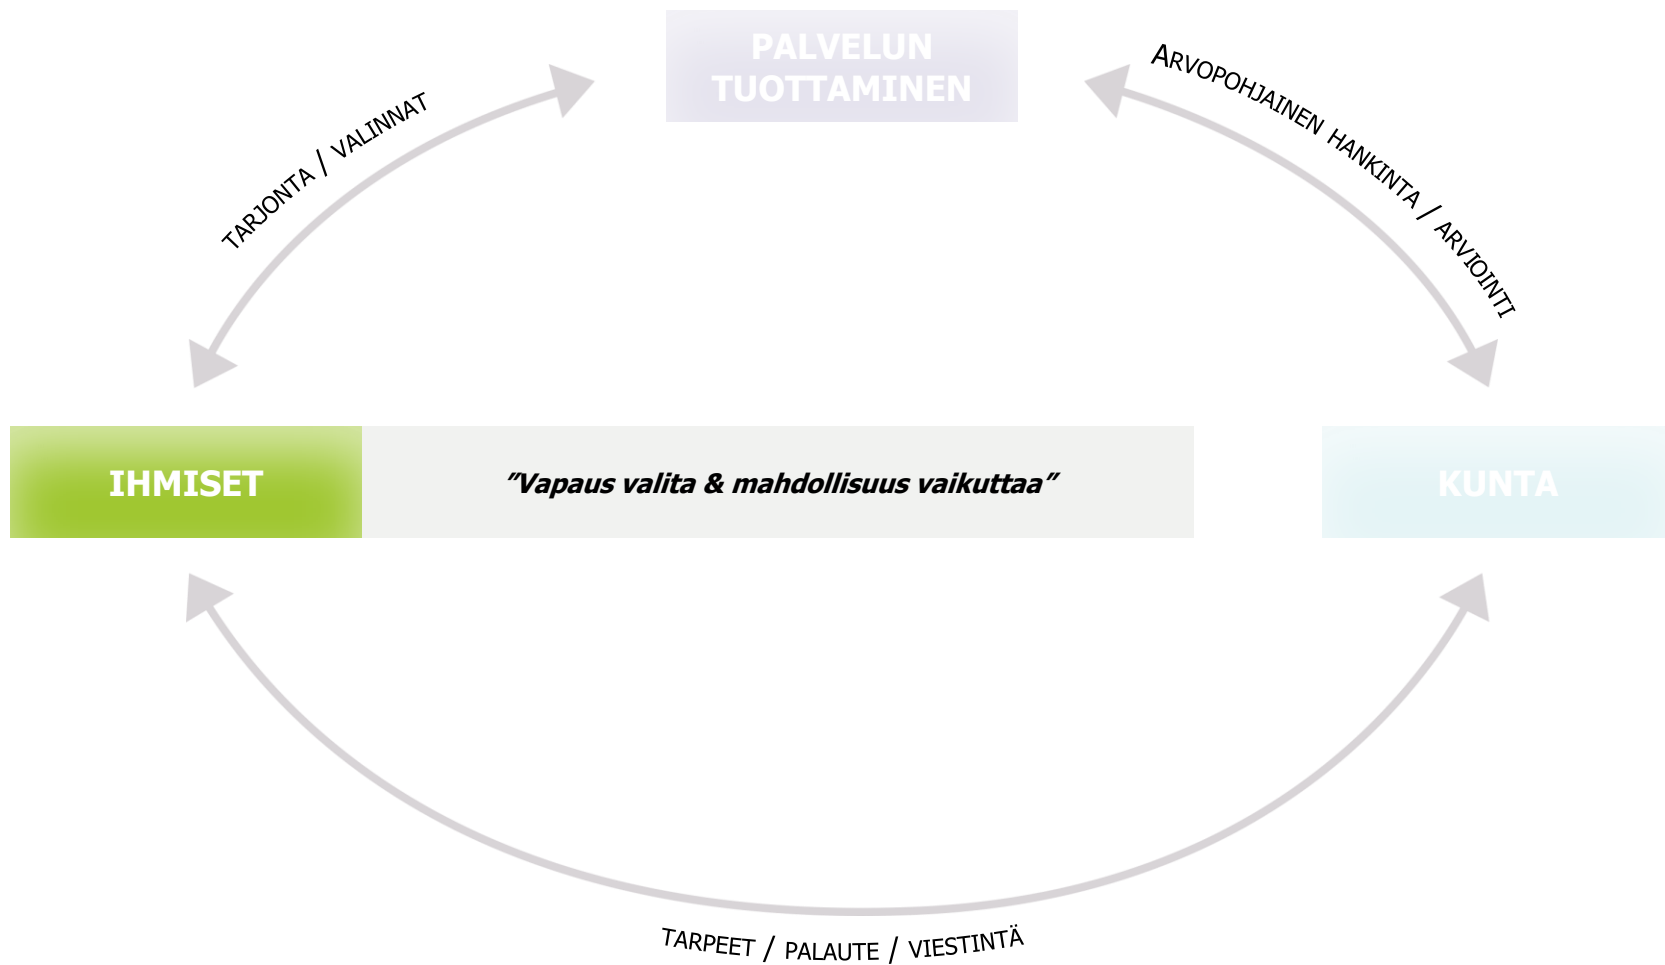 PALVELUN
TUOTTAMINEN
TARJONTA / VALINNAT
ARVOPOHJAINEN HANKINTA / ARVIOINTI
IHMISET
”Vapaus valita & mahdollisuus vaikuttaa”
KUNTA
TARPEET / PALAUTE / VIESTINTÄ